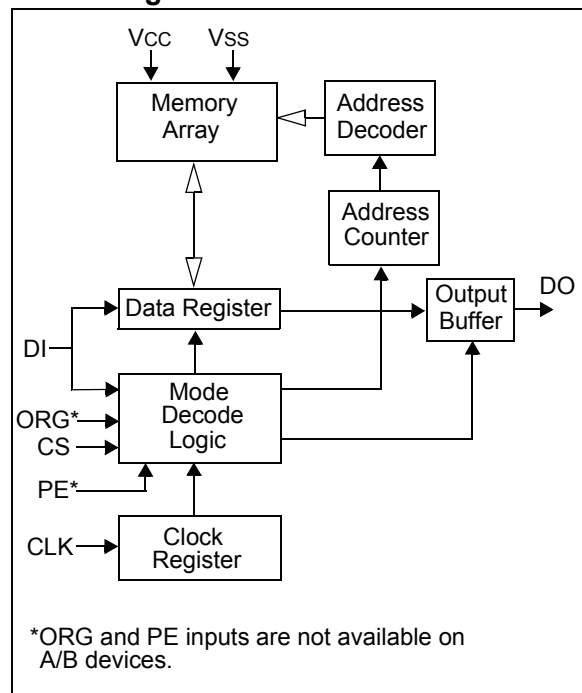 VCC VSS
Memory
Array
Address
Decoder
Address
Counter
Data Register
Output
Buffer
DO
DI
Mode
Decode
Logic
ORG*
CS
PE*
CLK
Clock
Register
*ORG and PE inputs are not available on
A/B devices.